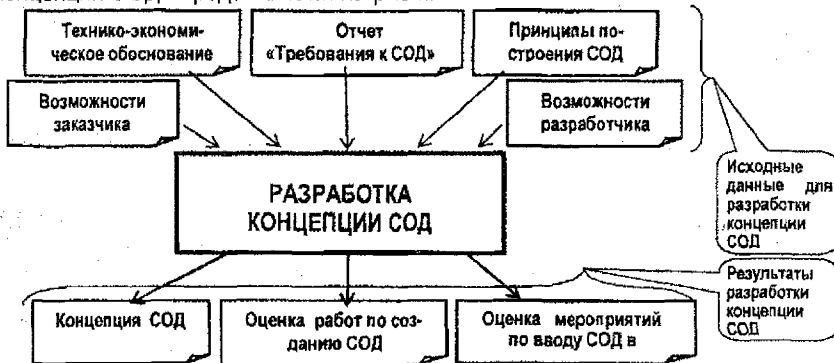 Технико-экономи-
ческое обоснование
Отчет
«Требования к СОД»
Принципы по-
строения СОД
Возможности
заказчика
Возможности
разработчика
РАЗРАБОТКА
КОНЦЕПЦИИ СОД
Исходные
данные для
разработки
концепции
СОД
Результаты
разработки
концепции
СОД
Концепция СОД
Оценка работ по соз-
данию СОД
Оценка мероприятий
по вводу СОД в